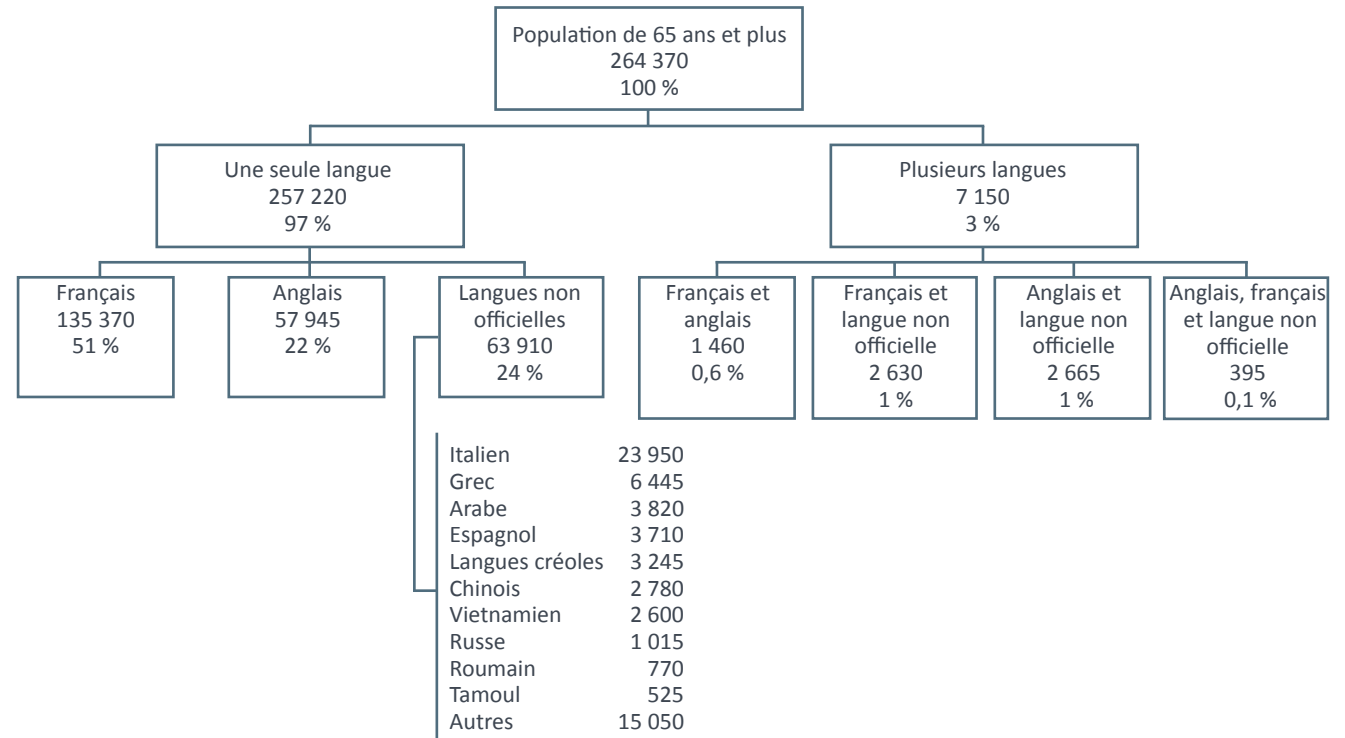 Population de 65 ans et plus
264 370
100 %
Une seule langue
257 220
97 %
Plusieurs langues
7 150
3 %
Français
135 370
51 %
Anglais
57 945
22 %
Langues non
officielles
63 910
24 %
Français et
anglais
1 460
0,6 %
Français et
langue non
officielle
2 630
1 %
Anglais et
langue non
officielle
2 665
1 %
Anglais, français
et langue non
officielle
395
0,1 %
Italien 23 950
Grec 6 445
Arabe 3 820
Espagnol 3 710
Langues créoles 3 245
Chinois 2 780
Vietnamien 2 600
Russe 1 015
Roumain 770
Tamoul 525
Autres 15 050